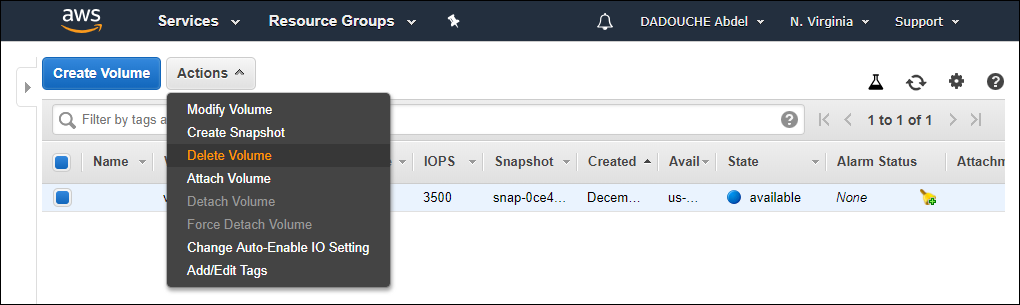 aws Services Resource Groups DADOUCHE Abdel N. Virginia Support
Create Volume Actions
Filter by tags a 1 to 1 of 1
Modify Volume
Create Snapshot
Delete Volume
Attach Volume
Detach Volume
Force Detach Volume
Change Auto-Enable IO Setting
Add/Edit Tags
Name IOPS Snapshot Created Avail State Alarm Status Attachm
3500 snap-0ce4... Decem... us-... available None